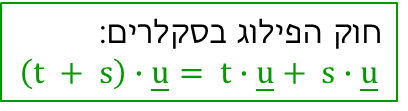 חוק הפילוג בסקלרים:
(t + s) · u = t · u + s · u